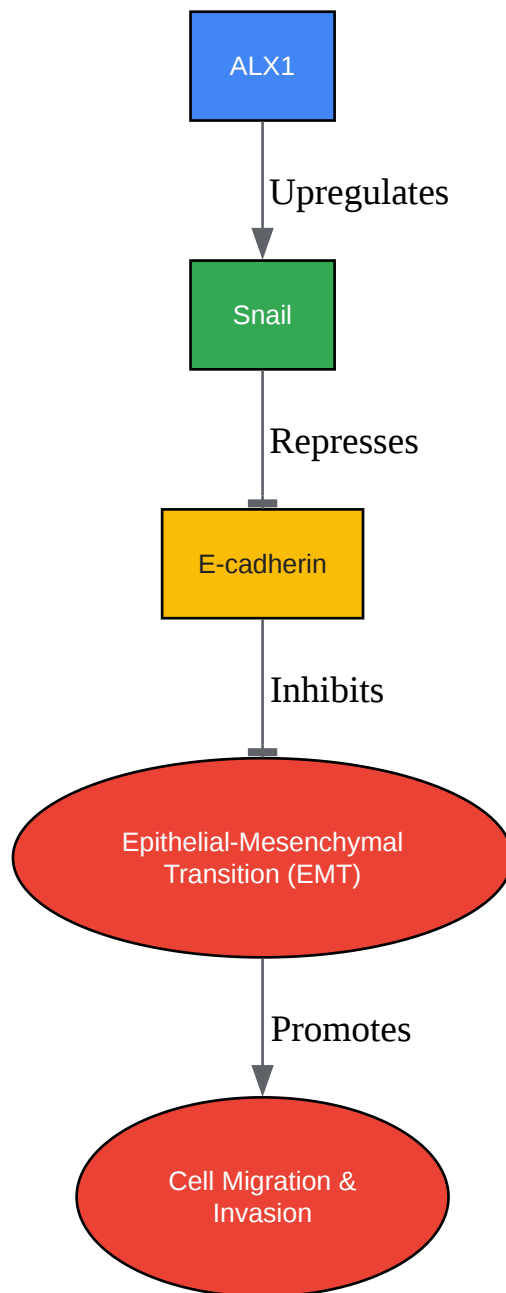 ALX1
Upregulates
Snail
Represses
E-cadherin
Inhibits
Epithelial-Mesenchymal
Transition (EMT)
Promotes
Cell Migration &
Invasion